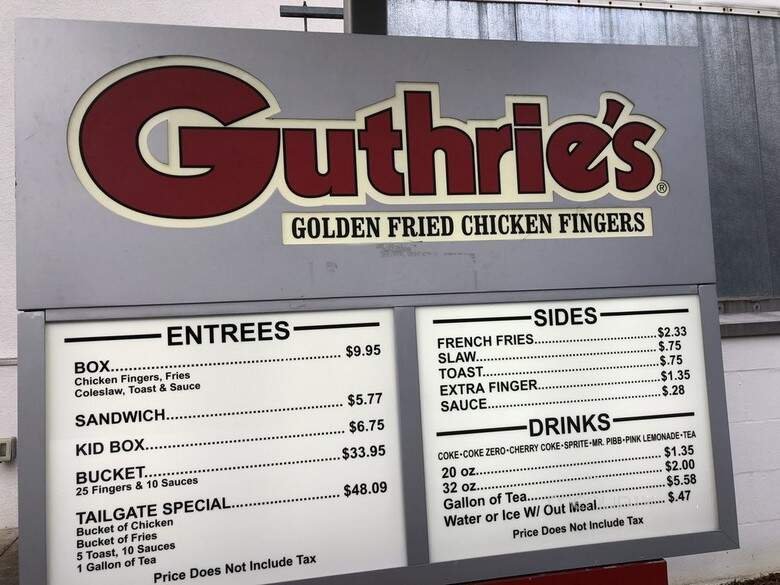 Guthrie's®
GOLDEN FRIED CHICKEN FINGERS
ENTREES
BOX.......... $9.95
Chicken Fingers, Fries
Coleslaw, Toast & Sauce
SANDWICH.......... $5.77
KID BOX.......... $6.75
BUCKET.......... $33.95
25 Fingers & 10 Sauces
TAILGATE SPECIAL.......... $48.09
Bucket of Chicken
Bucket of Fries
5 Toast, 10 Sauces
1 Gallon of Tea
Price Does Not Include Tax
SIDES
FRENCH FRIES.......... $2.33
SLAW.......... $.75
TOAST.......... $.75
EXTRA FINGER.......... $1.35
SAUCE.......... $.28
DRINKS
COKE·COKE ZERO·CHERRY COKE·SPRITE·MR. PIBB·PINK LEMONADE·TEA
20 oz.......... $1.35
32 oz.......... $2.00
Gallon of Tea.......... $5.58
Water or Ice W/ Out Meal.......... $.47
Price Does Not Include Tax